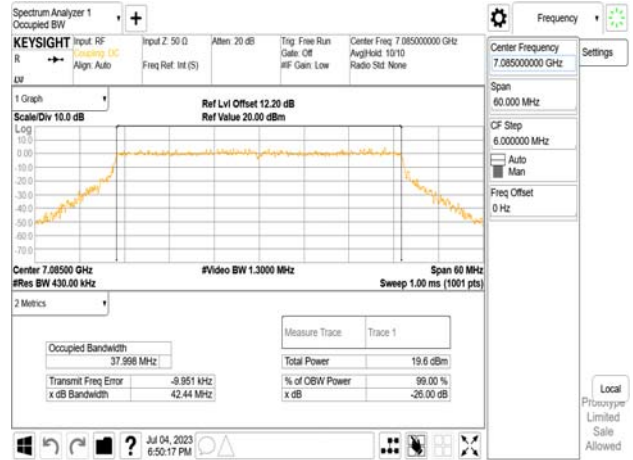 Spectrum Analyzer 1
Occupied BW
Frequency
KEYSIGHT
Input: RF
Coupling: DC
Align: Auto
Input Z: 50 Ω
Freq Ref: Int (S)
Atten: 20 dB
Trig: Free Run
Gate: Off
#IF Gain: Low
Center Freq: 7.085000000 GHz
Avg|Hold: 10/10
Radio Std: None
R
Center Frequency
7.085000000 GHz
Settings
Span
60.000 MHz
CF Step
6.000000 MHz
Auto
Man
Freq Offset
0 Hz
1 Graph
Scale/Div 10.0 dB
Ref Lvl Offset 12.20 dB
Ref Value 20.00 dBm
Log
10.0
0.00
-10.0
-20.0
-30.0
-40.0
-50.0
-60.0
-70.0
Center 7.08500 GHz
#Res BW 430.00 kHz
#Video BW 1.3000 MHz
Span 60 MHz
Sweep 1.00 ms (1001 pts)
2 Metrics
Measure Trace
Trace 1
Occupied Bandwidth
37.998 MHz
Total Power
19.6 dBm
Transmit Freq Error
-9.951 kHz
% of OBW Power
99.00 %
x dB Bandwidth
42.44 MHz
x dB
-26.00 dB
Local
Prototype
Limited
Sale
Allowed
?
Jul 04, 2023
6:50:17 PM